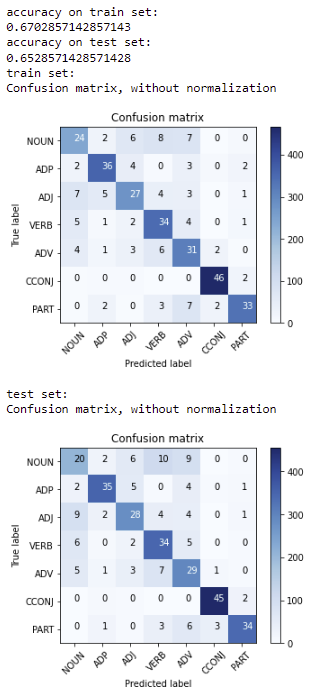 accuracy on train set:
0.6702857142857143
accuracy on test set:
0.6528571428571428
train set:
Confusion matrix, without normalization
Confusion matrix
NOUN 24 2 6 8 7 0 0
ADP 2 36 4 0 3 0 2
ADJ 7 5 27 4 3 0 1
VERB 5 1 2 34 4 0 1
ADV 4 1 3 6 31 2 0
CCONJ 0 0 0 0 0 46 2
PART 0 2 0 3 7 2 33
NOUN ADP ADJ VERB ADV CCONJ PART
True label
Predicted label
400
300
200
100
0
test set:
Confusion matrix, without normalization
Confusion matrix
NOUN 20 2 6 10 9 0 0
ADP 2 35 5 0 4 0 1
ADJ 9 2 28 4 4 0 1
VERB 6 0 2 34 5 0 0
ADV 5 1 3 7 29 1 0
CCONJ 0 0 0 0 0 45 2
PART 0 1 0 3 6 3 34
NOUN ADP ADJ VERB ADV CCONJ PART
True label
Predicted label
400
300
200
100
0